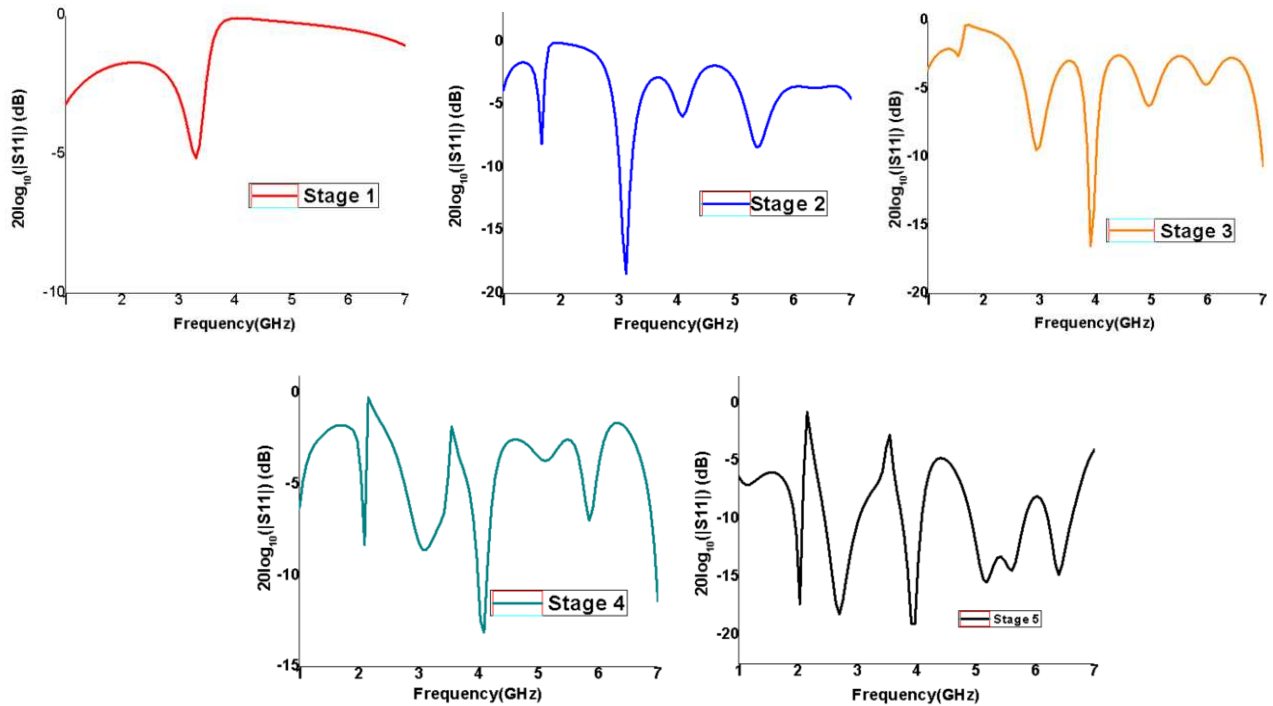 20log10(|S11|) (dB)
0
-5
-10
1 2 3 4 5 6 7
Frequency(GHz)
Stage 1
20log10(|S11|) (dB)
0
-5
-10
-15
-20
1 2 3 4 5 6 7
Frequency(GHz)
Stage 2
20log10(|S11|) (dB)
0
-5
-10
-15
-20
1 2 3 4 5 6 7
Frequency(GHz)
Stage 3
20log10(|S11|) (dB)
0
-5
-10
-15
1 2 3 4 5 6 7
Frequency(GHz)
Stage 4
20log10(|S11|) (dB)
0
-5
-10
-15
-20
1 2 3 4 5 6 7
Frequency(GHz)
Stage 5